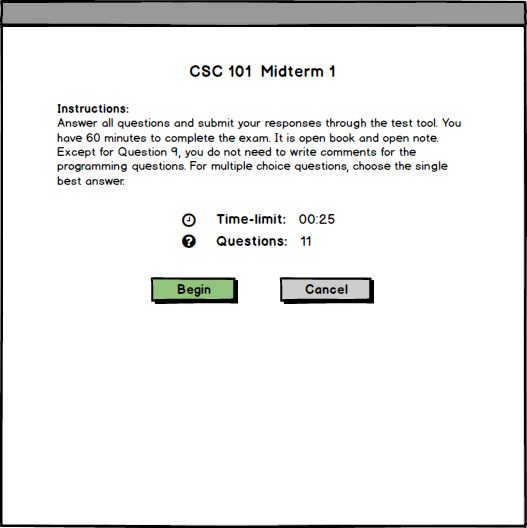 CSC 101 Midterm 1
Instructions:
Answer all questions and submit your responses through the test tool. You
have 60 minutes to complete the exam. It is open book and open note.
Except for Question 9, you do not need to write comments for the
programming questions. For multiple choice questions, choose the single
best answer.
Time-limit: 00:25
Questions: 11
Begin Cancel